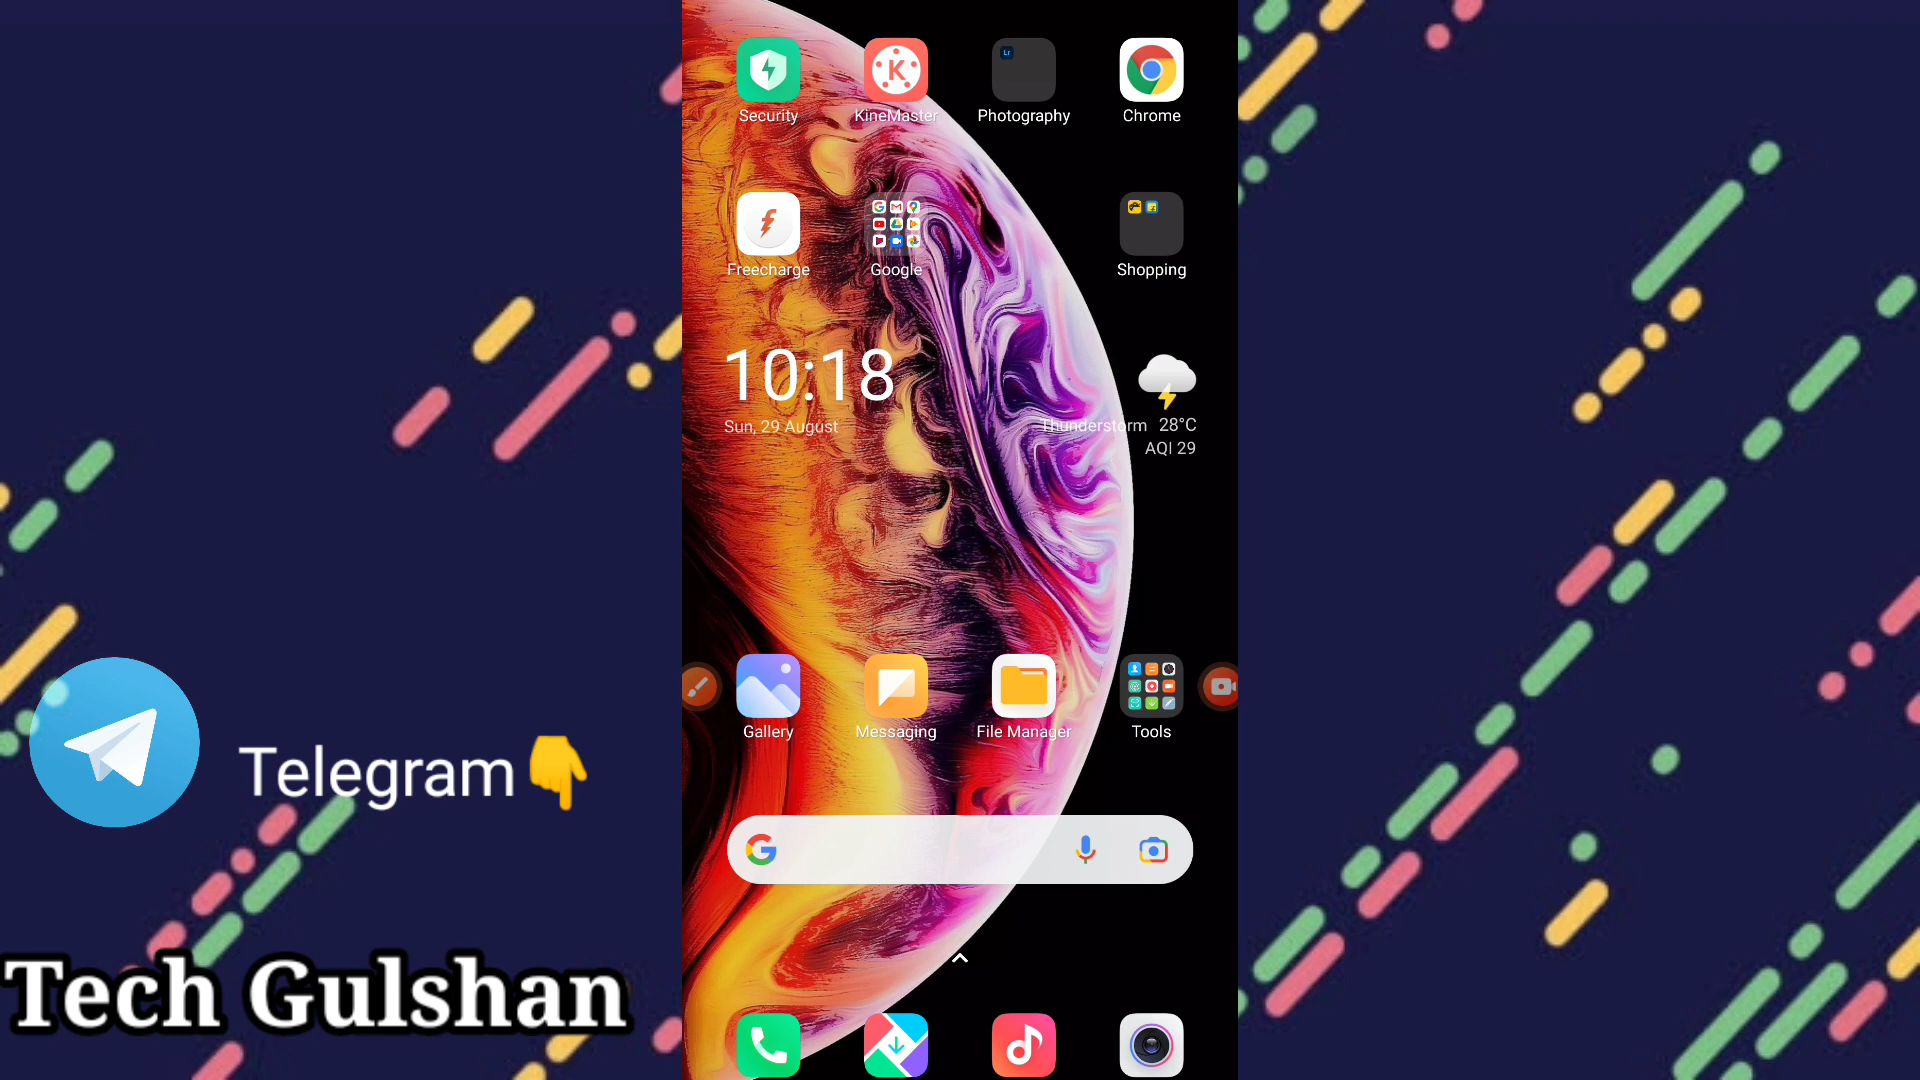 Security
KineMaster
Lr
Photography
Chrome
Freecharge
Google
Shopping
10:18
Sun, 29 August
Thunderstorm 28°C
AQI 29
Gallery
Messaging
File Manager
Tools
Telegram👇
Tech Gulshan